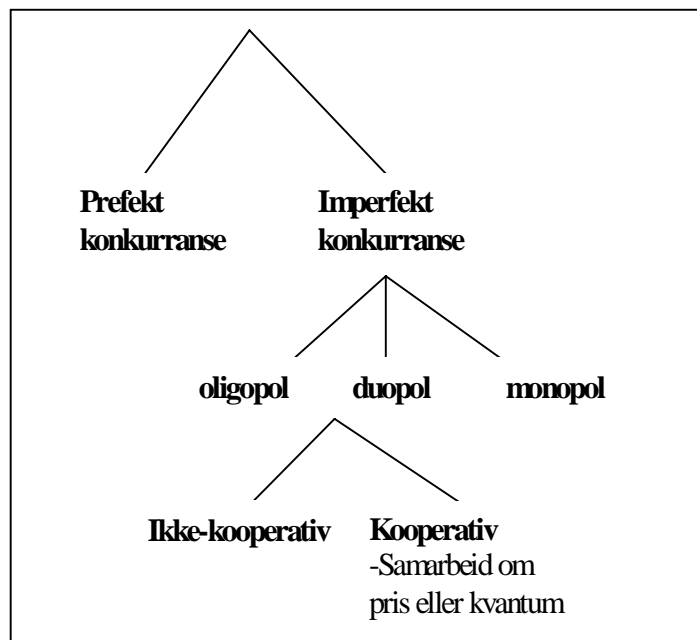 Prefekt
konkurranse
Imperfekt
konkurranse
oligopol
duopol
monopol
Ikke-kooperativ
Kooperativ
-Samarbeid om
pris eller kvantum